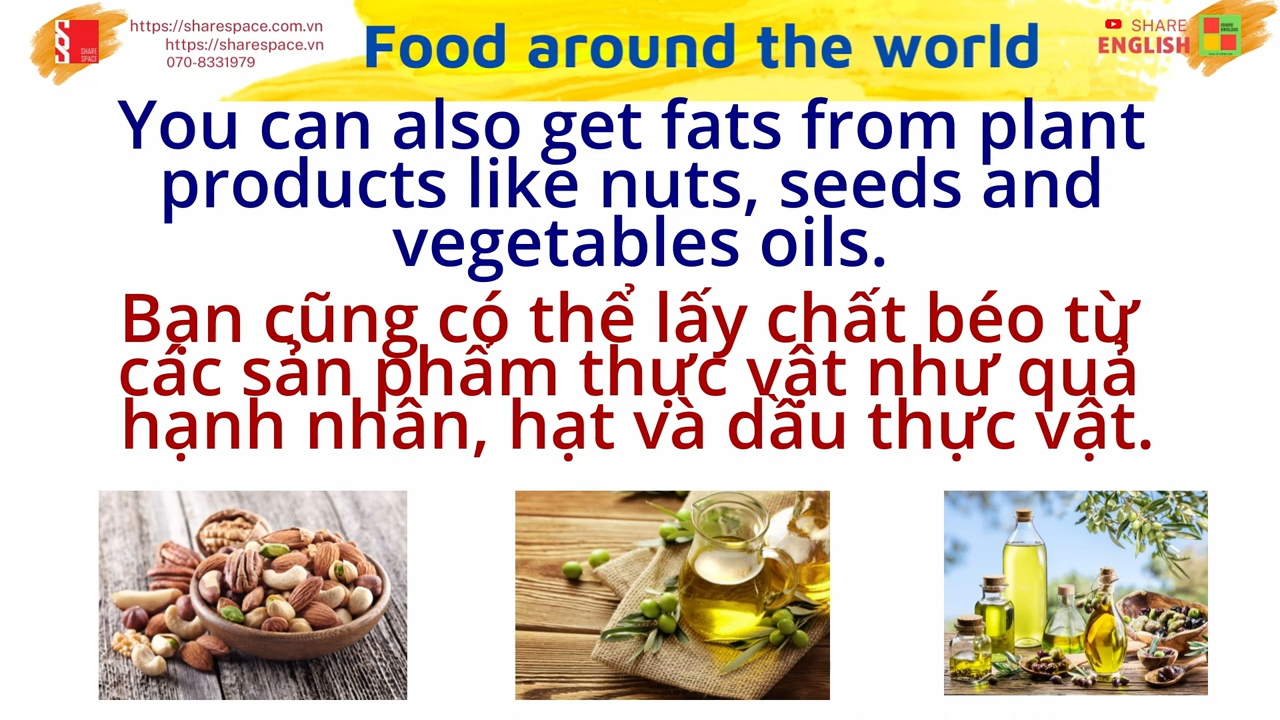 https://sharespace.com.vn
https://sharespace.vn
070-8331979
SHARE
SPACE
Food around the world
SHARE
ENGLISH
You can also get fats from plant
products like nuts, seeds and
vegetables oils.
Bạn cũng có thể lấy chất béo từ
các sản phẩm thực vật như quả
hạnh nhân, hạt và dầu thực vật.